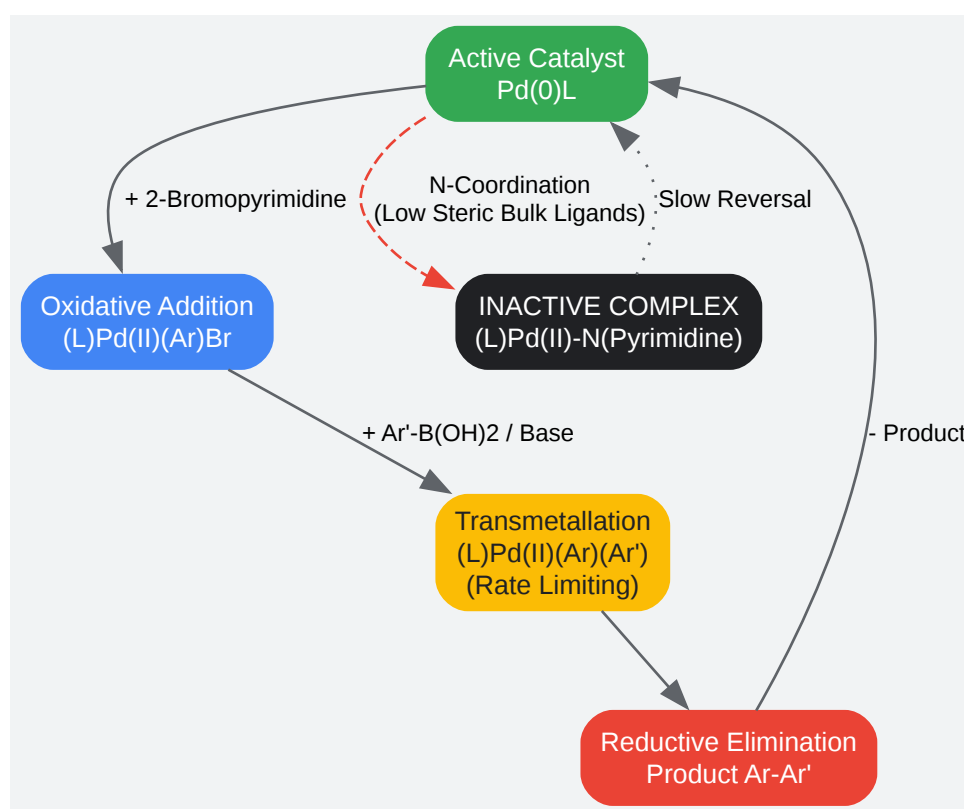 Active Catalyst
Pd(0)L
+ 2-Bromopyrimidine
N-Coordination
(Low Steric Bulk Ligands)
Slow Reversal
Oxidative Addition
(L)Pd(II)(Ar)Br
INACTIVE COMPLEX
(L)Pd(II)-N(Pyrimidine)
+ Ar'-B(OH)2 / Base
- Product
Transmetallation
(L)Pd(II)(Ar)(Ar')
(Rate Limiting)
Reductive Elimination
Product Ar-Ar'